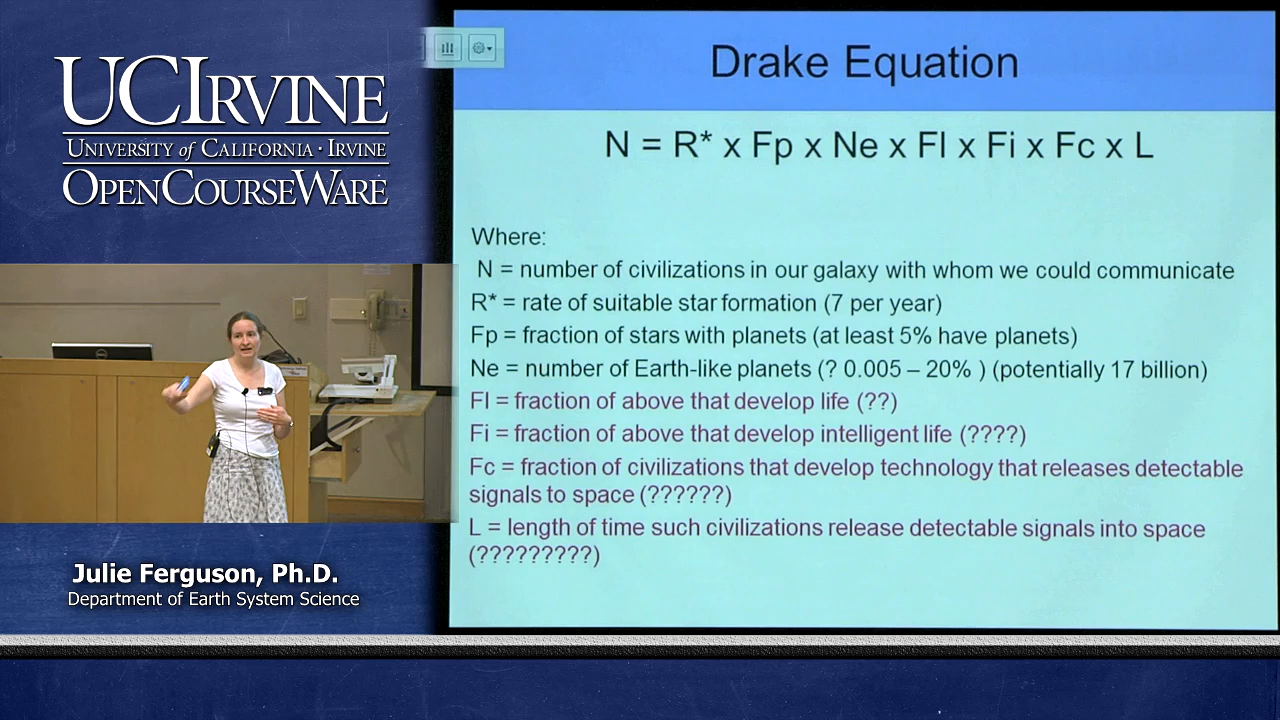 UCIRVINE
UNIVERSITY of CALIFORNIA · IRVINE
OPENCOURSEWARE
Drake Equation
N = R* x Fp x Ne x Fl x Fi x Fc x L
Where:
N = number of civilizations in our galaxy with whom we could communicate
R* = rate of suitable star formation (7 per year)
Fp = fraction of stars with planets (at least 5% have planets)
Ne = number of Earth-like planets (? 0.005 – 20% ) (potentially 17 billion)
Fl = fraction of above that develop life (??)
Fi = fraction of above that develop intelligent life (????)
Fc = fraction of civilizations that develop technology that releases detectable
signals to space (??????)
L = length of time such civilizations release detectable signals into space
(?????????)
Julie Ferguson, Ph.D.
Department of Earth System Science